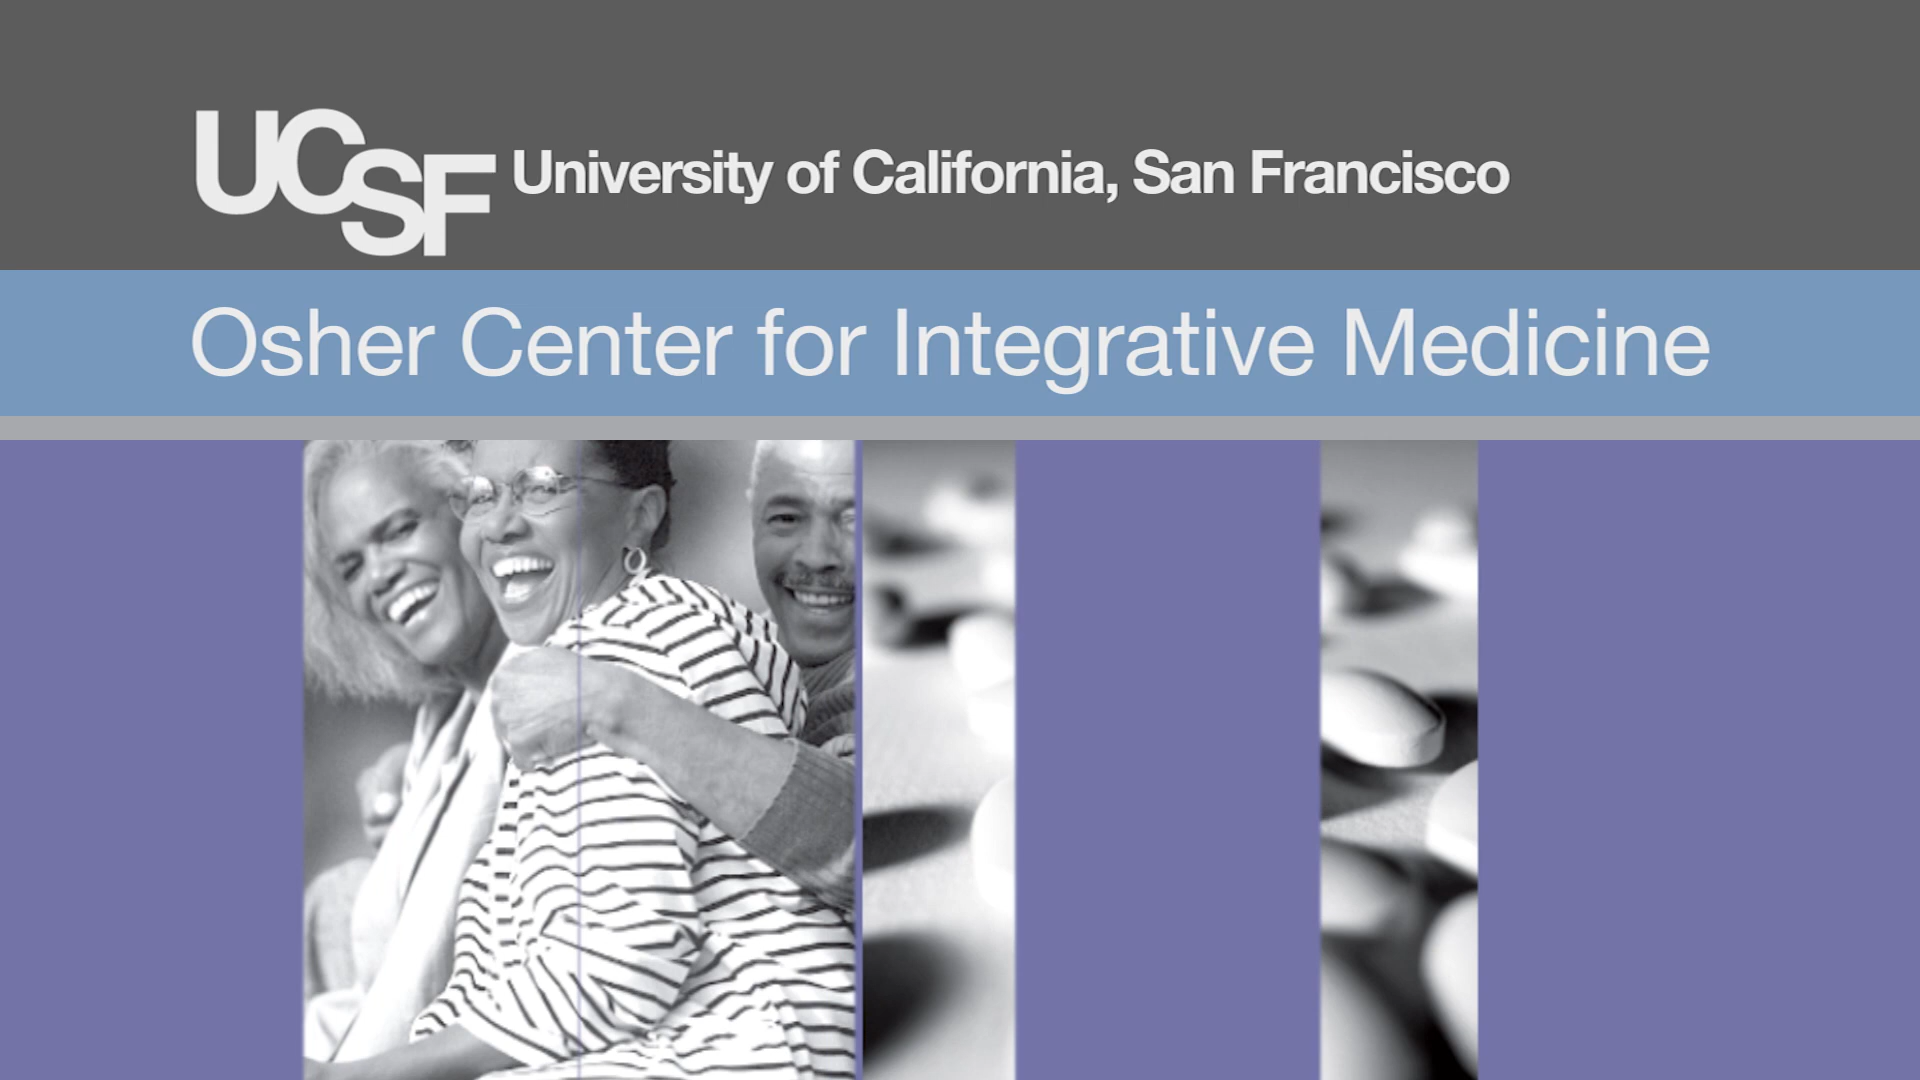 UCSF University of California, San Francisco
Osher Center for Integrative Medicine